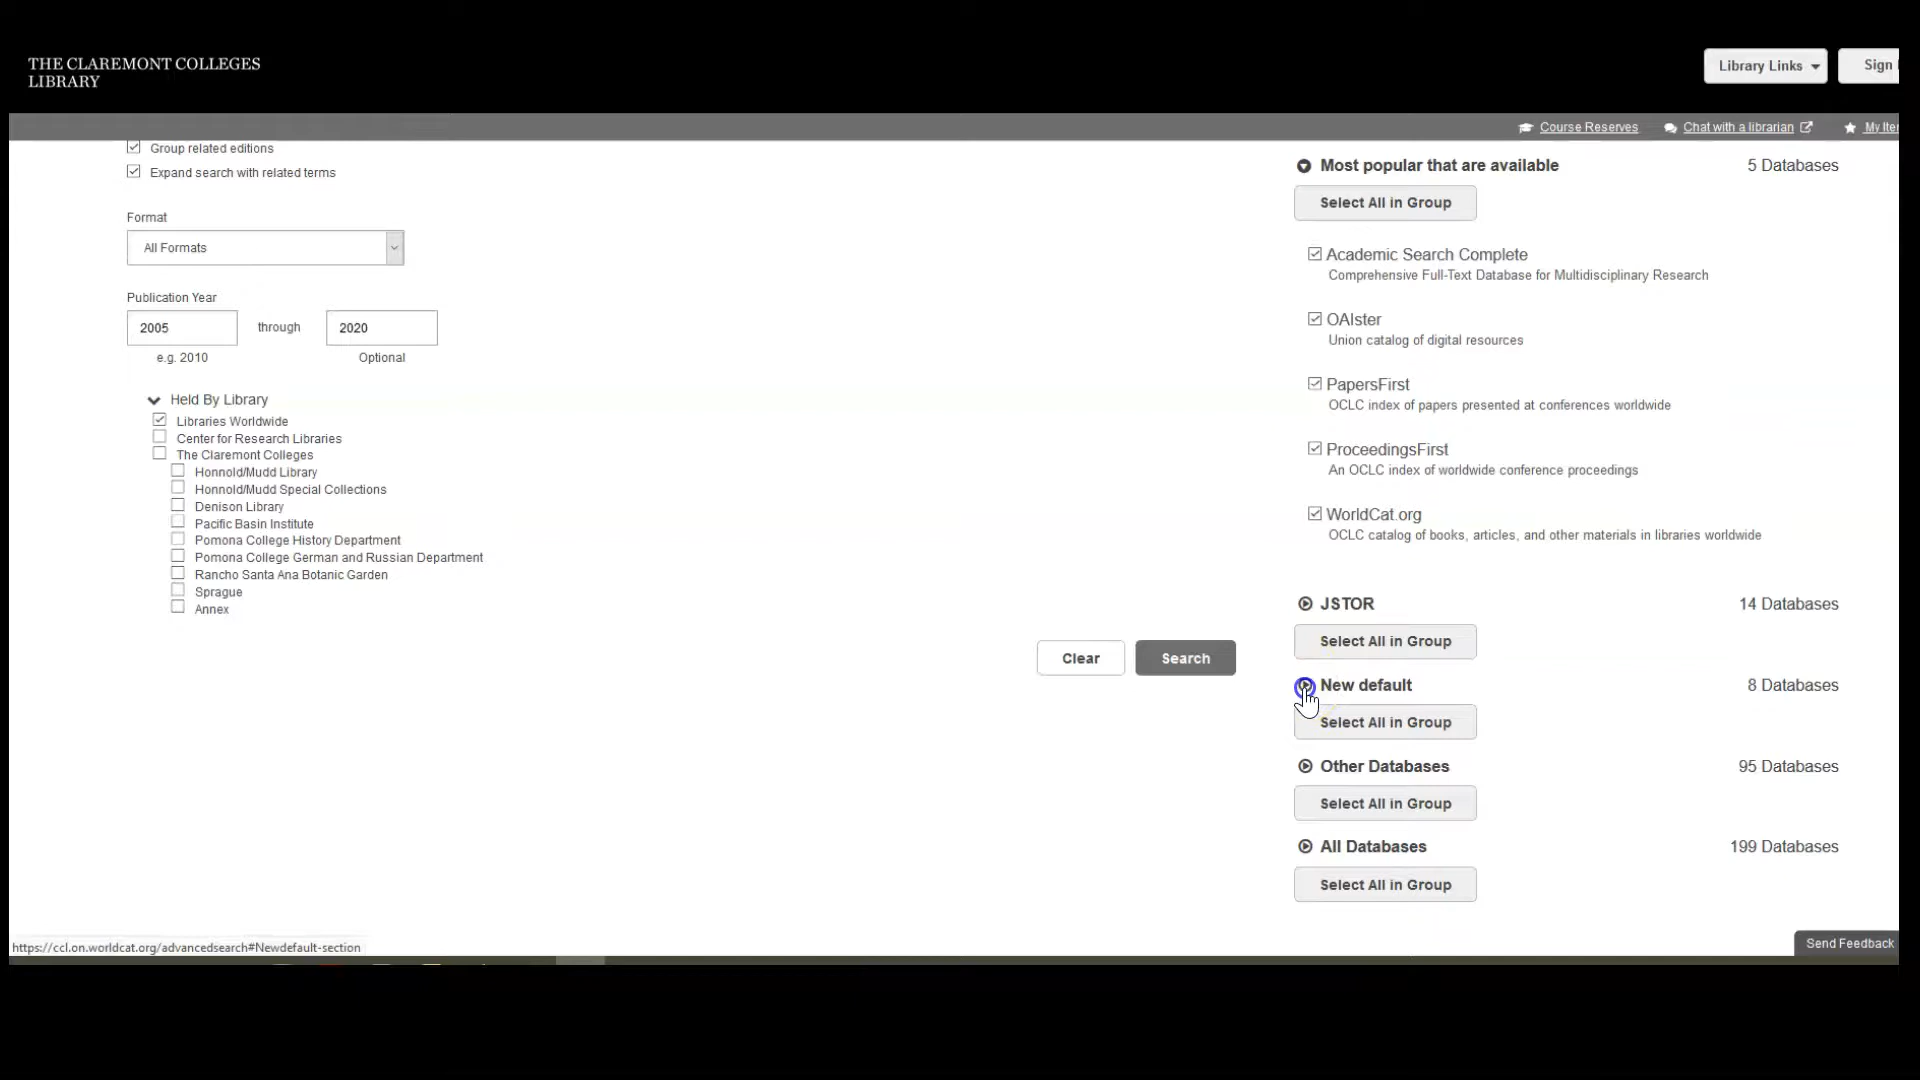 THE CLAREMONT COLLEGES
LIBRARY
Library Links
Sign
Course Reserves
Chat with a librarian
My Ite
Group related editions
Expand search with related terms
Format
All Formats
Publication Year
2005
through
2020
e.g. 2010
Optional
Held By Library
Libraries Worldwide
Center for Research Libraries
The Claremont Colleges
Honnold/Mudd Library
Honnold/Mudd Special Collections
Denison Library
Pacific Basin Institute
Pomona College History Department
Pomona College German and Russian Department
Rancho Santa Ana Botanic Garden
Sprague
Annex
Clear
Search
Most popular that are available
5 Databases
Select All in Group
Academic Search Complete
Comprehensive Full-Text Database for Multidisciplinary Research
OAIster
Union catalog of digital resources
PapersFirst
OCLC index of papers presented at conferences worldwide
ProceedingsFirst
An OCLC index of worldwide conference proceedings
WorldCat.org
OCLC catalog of books, articles, and other materials in libraries worldwide
JSTOR
14 Databases
Select All in Group
New default
8 Databases
Select All in Group
Other Databases
95 Databases
Select All in Group
All Databases
199 Databases
Select All in Group
https://ccl.on.worldcat.org/advancedsearch#Newdefault-section
Send Feedback